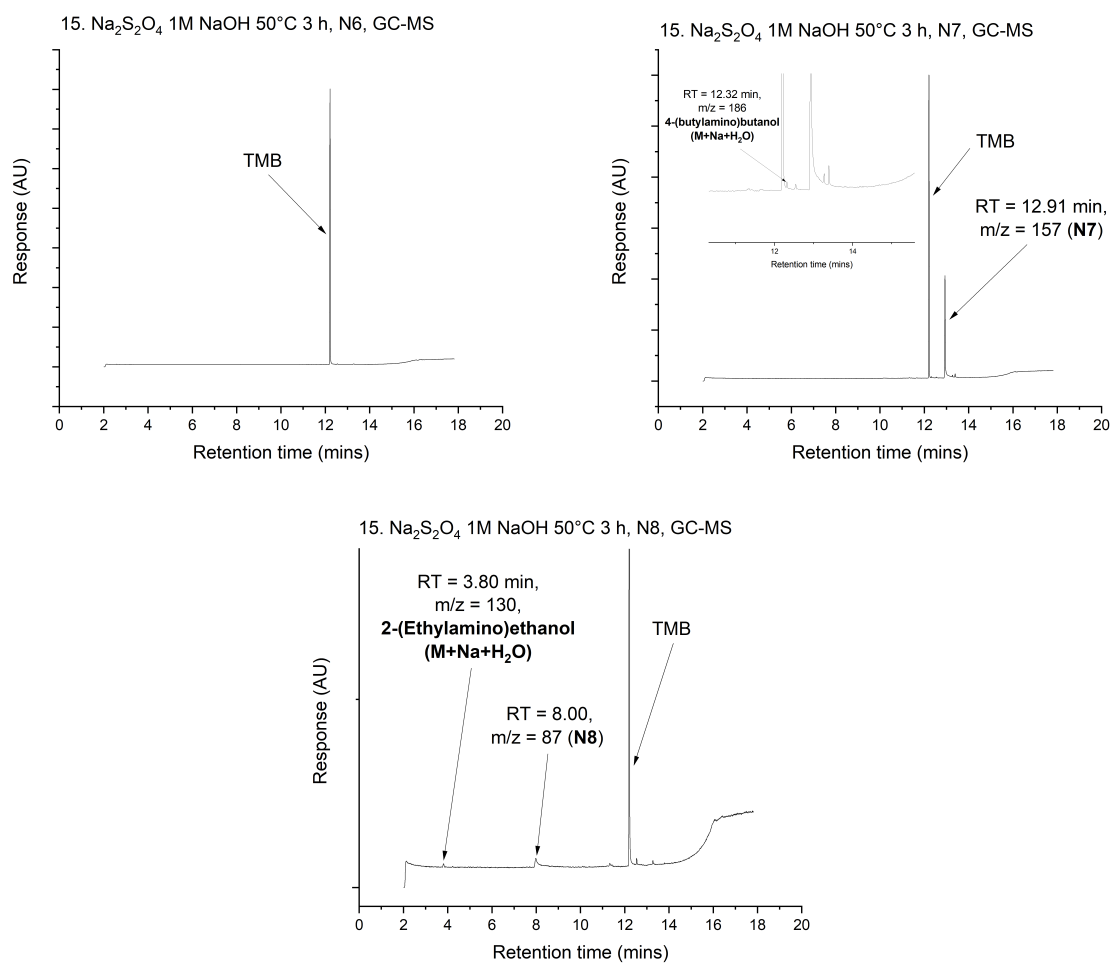 15. Na₂S₂O₄ 1M NaOH 50°C 3 h, N6, GC-MS
TMB
Response (AU)
0 2 4 6 8 10 12 14 16 18 20
Retention time (mins)
15. Na₂S₂O₄ 1M NaOH 50°C 3 h, N7, GC-MS
RT = 12.32 min,
m/z = 186
4-(butylamino)butanol
(M+Na+H₂O)
12 14
Retention time (mins)
TMB
RT = 12.91 min,
m/z = 157 (N7)
Response (AU)
0 2 4 6 8 10 12 14 16 18 20
Retention time (mins)
15. Na₂S₂O₄ 1M NaOH 50°C 3 h, N8, GC-MS
RT = 3.80 min,
m/z = 130,
2-(Ethylamino)ethanol
(M+Na+H₂O)
TMB
RT = 8.00,
m/z = 87 (N8)
Response (AU)
0 2 4 6 8 10 12 14 16 18 20
Retention time (mins)